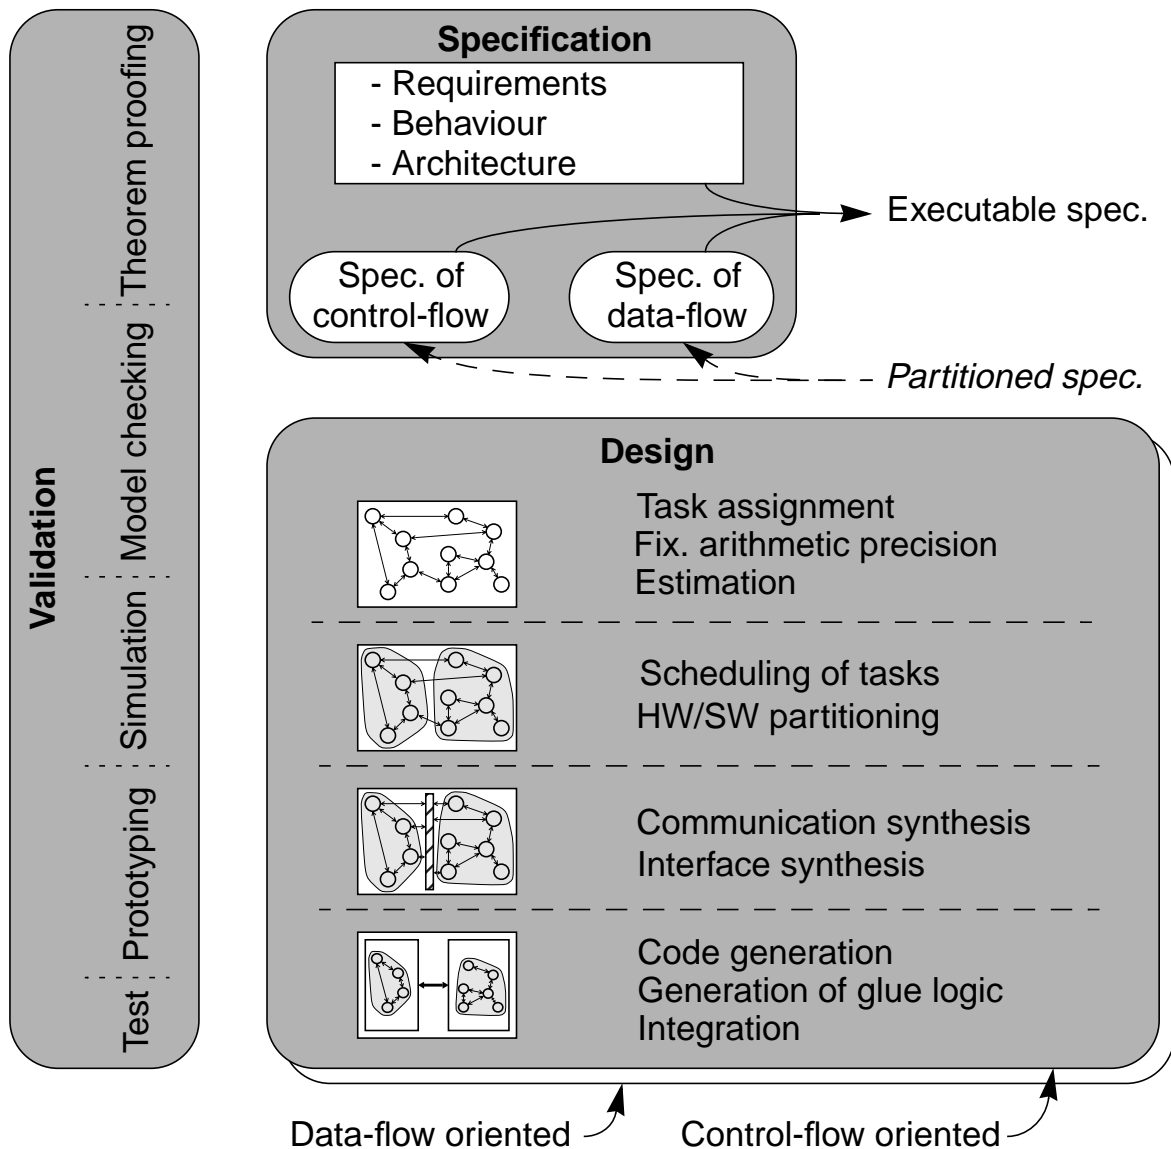 Validation
Theorem proofing
Model checking
Simulation
Prototyping
Test
Specification
- Requirements
- Behaviour
- Architecture
Executable spec.
Spec. of
control-flow
Spec. of
data-flow
Partitioned spec.
Design
Task assignment
Fix. arithmetic precision
Estimation
Scheduling of tasks
HW/SW partitioning
Communication synthesis
Interface synthesis
Code generation
Generation of glue logic
Integration
Data-flow oriented
Control-flow oriented